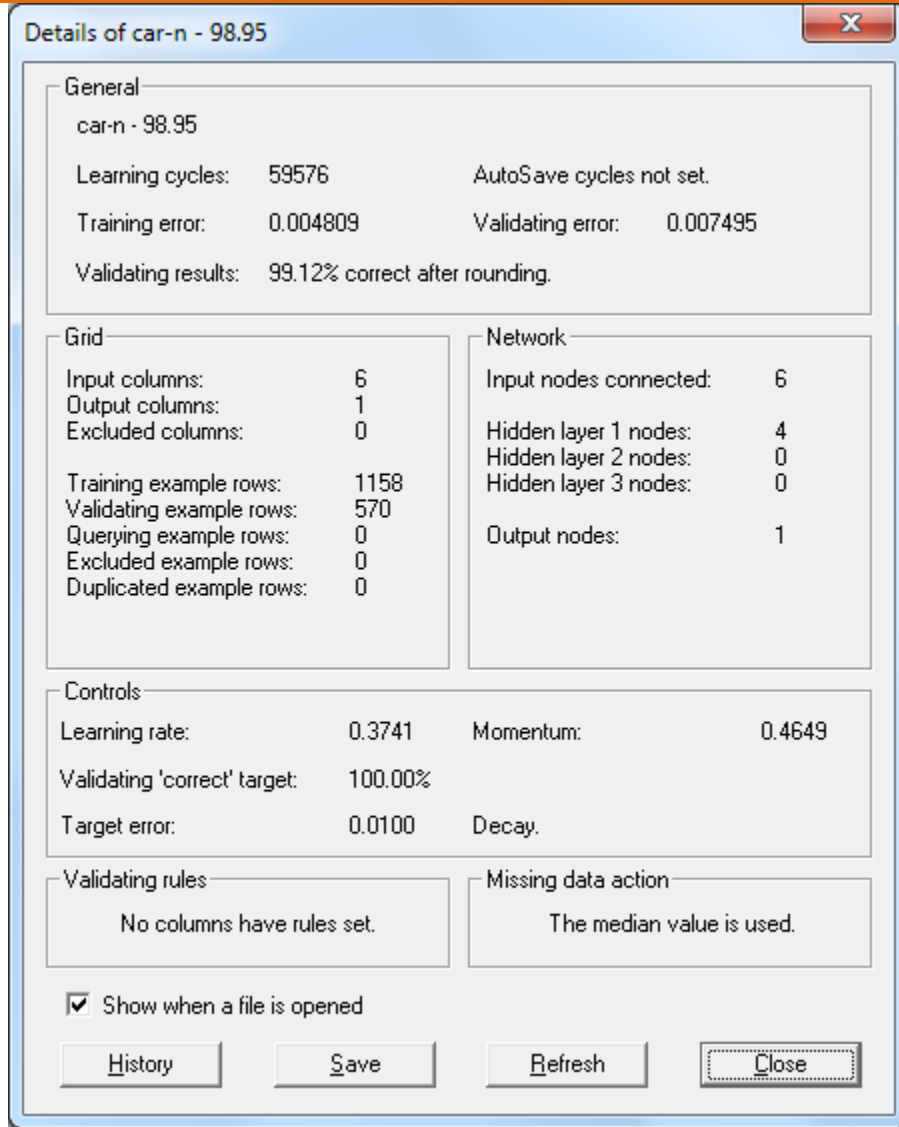 Details of car-n - 98.95
General
car-n - 98.95
Learning cycles: 59576 AutoSave cycles not set.
Training error: 0.004809 Validating error: 0.007495
Validating results: 99.12% correct after rounding.
Grid
Input columns: 6
Output columns: 1
Excluded columns: 0
Training example rows: 1158
Validating example rows: 570
Querying example rows: 0
Excluded example rows: 0
Duplicated example rows: 0
Network
Input nodes connected: 6
Hidden layer 1 nodes: 4
Hidden layer 2 nodes: 0
Hidden layer 3 nodes: 0
Output nodes: 1
Controls
Learning rate: 0.3741 Momentum: 0.4649
Validating 'correct' target: 100.00%
Target error: 0.0100 Decay.
Validating rules
No columns have rules set.
Missing data action
The median value is used.
Show when a file is opened
History Save Refresh Close